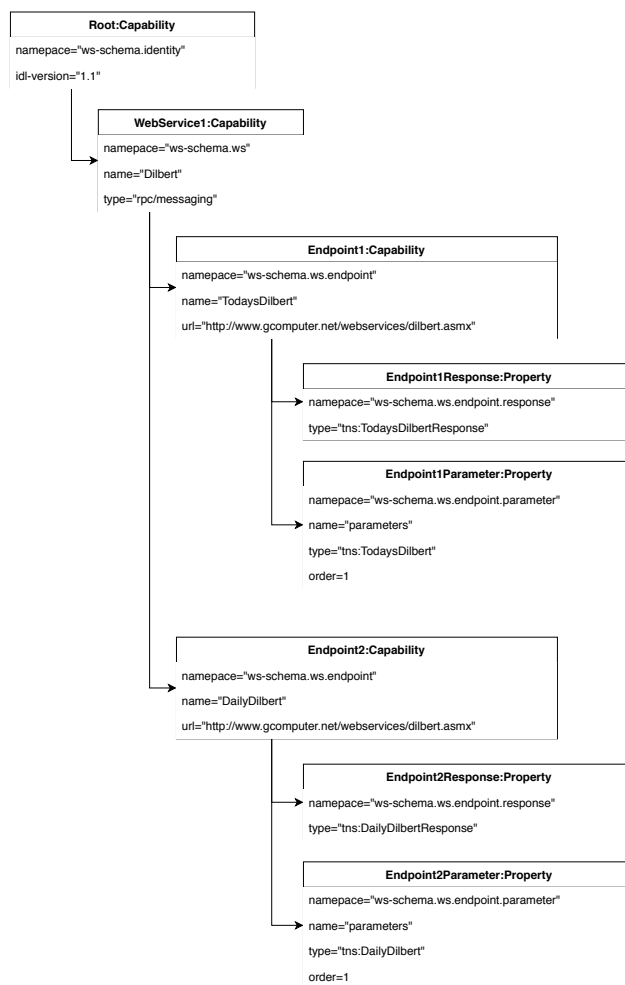 Root:Capability
namepace="ws-schema.identity"
idl-version="1.1"
WebService1:Capability
namepace="ws-schema.ws"
name="Dilbert"
type="rpc/messaging"
Endpoint1:Capability
namepace="ws-schema.ws.endpoint"
name="TodaysDilbert"
url="http://www.gcomputer.net/webservices/dilbert.asmx"
Endpoint1Response:Property
namespace="ws-schema.ws.endpoint.response"
type="tns:TodaysDilbertResponse"
Endpoint1Parameter:Property
namespace="ws-schema.ws.endpoint.parameter"
name="parameters"
type="tns:TodaysDilbert"
order=1
Endpoint2:Capability
namepace="ws-schema.ws.endpoint"
name="DailyDilbert"
url="http://www.gcomputer.net/webservices/dilbert.asmx"
Endpoint2Response:Property
namespace="ws-schema.ws.endpoint.response"
type="tns:DailyDilbertResponse"
Endpoint2Parameter:Property
namespace="ws-schema.ws.endpoint.parameter"
name="parameters"
type="tns:DailyDilbert"
order=1